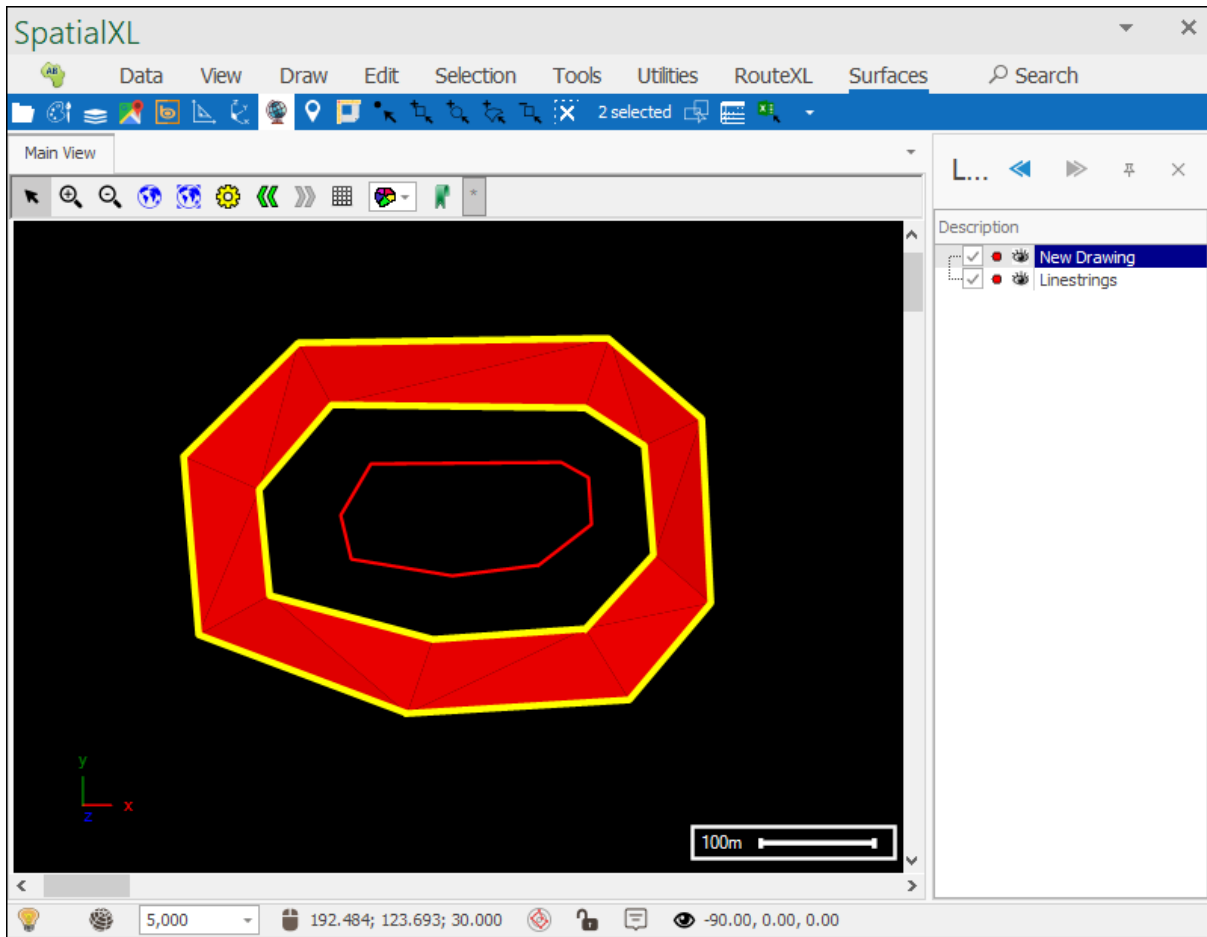 SpatialXL
AB Data View Draw Edit Selection Tools Utilities RouteXL Surfaces Search
2 selected
Main View
L...
Description
New Drawing
Linestrings
y
x
z
100m
5,000 192.484; 123.693; 30.000 -90.00, 0.00, 0.00